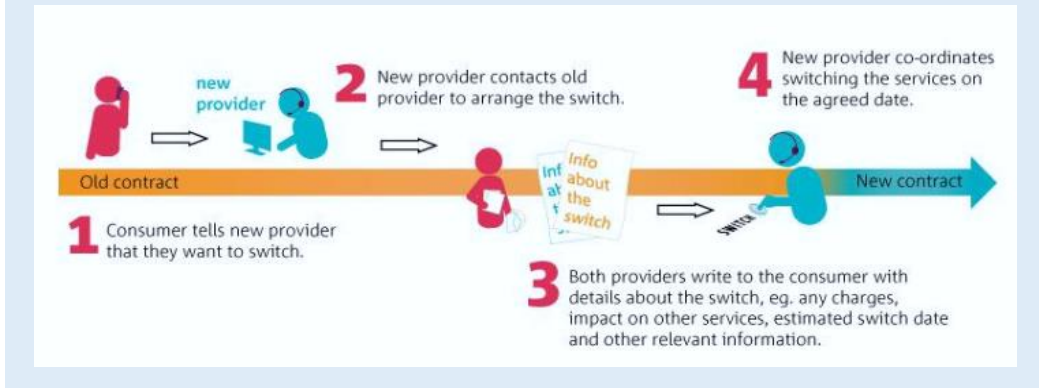 new
provider
2
New provider contacts old
provider to arrange the switch.
4
New provider co-ordinates
switching the services on
the agreed date.
Old contract
Inf
ab
t
Info
about
the
switch
SWITCH
New contract
1
Consumer tells new provider
that they want to switch.
3
Both providers write to the consumer with
details about the switch, eg. any charges,
impact on other services, estimated switch date
and other relevant information.